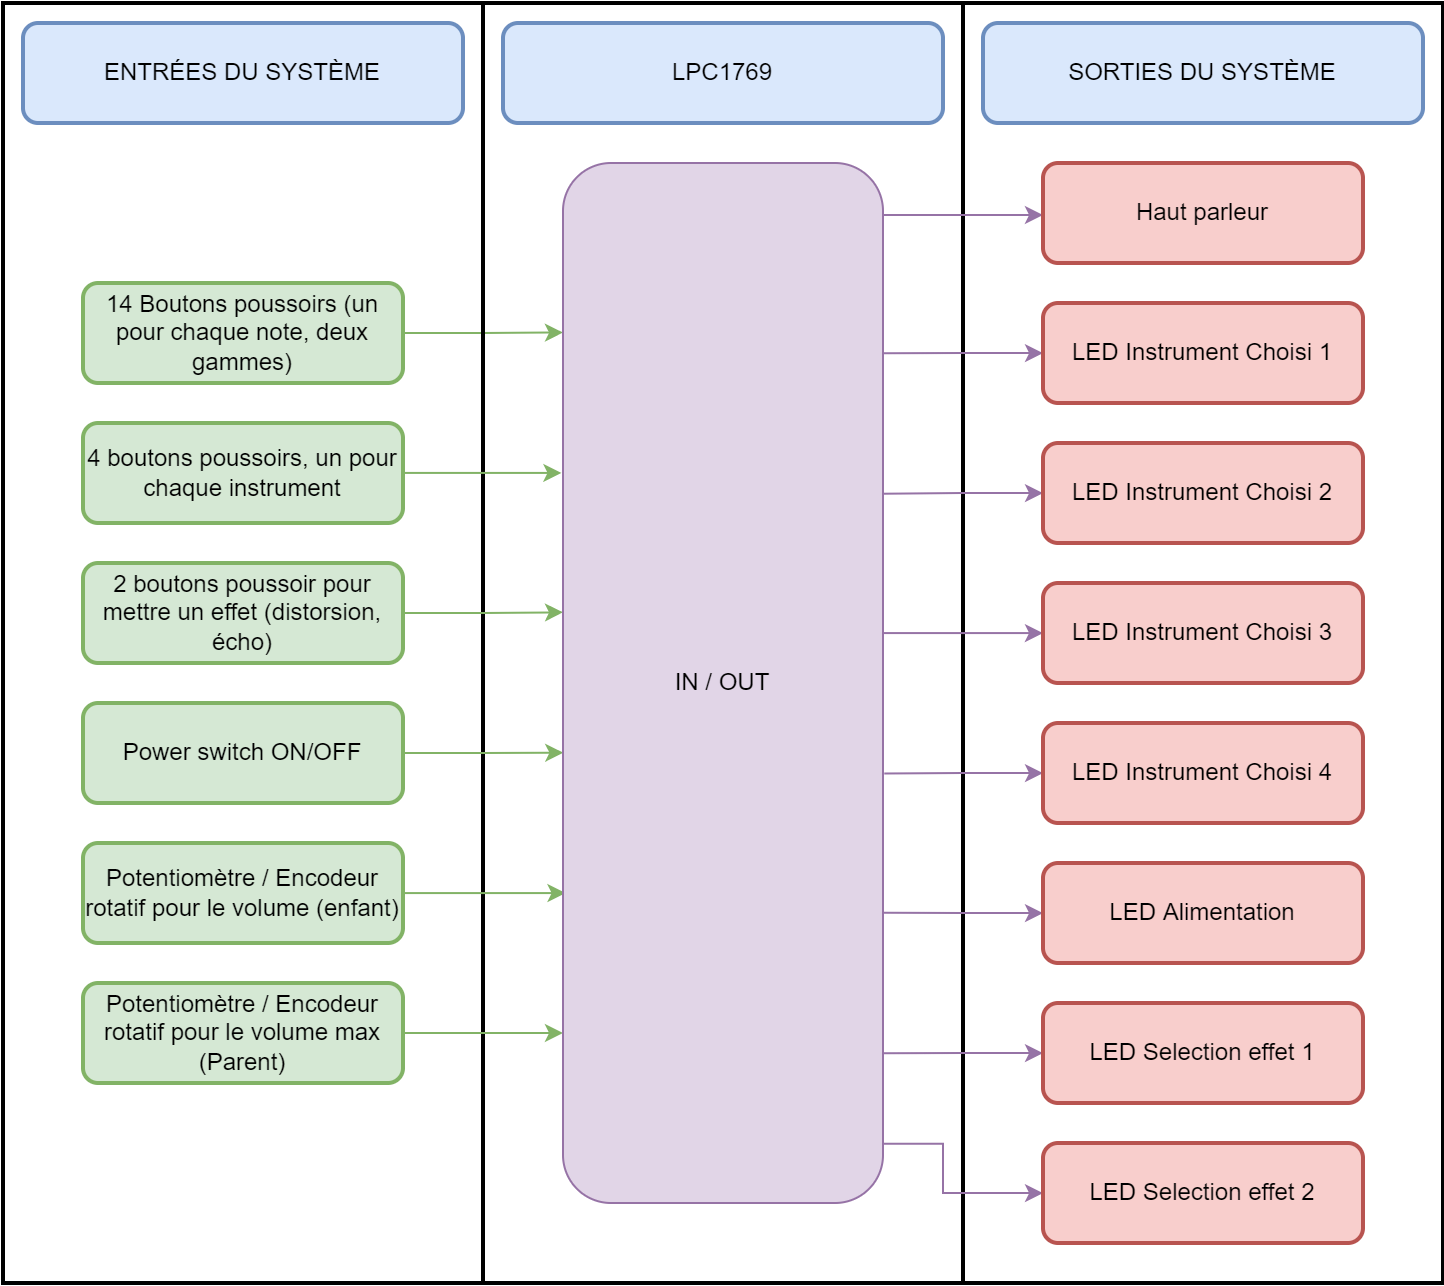 ENTRÉES DU SYSTÈME
LPC1769
SORTIES DU SYSTÈME
14 Boutons poussoirs (un
pour chaque note, deux
gammes)
4 boutons poussoirs, un pour
chaque instrument
2 boutons poussoir pour
mettre un effet (distorsion,
écho)
Power switch ON/OFF
Potentiomètre / Encodeur
rotatif pour le volume (enfant)
Potentiomètre / Encodeur
rotatif pour le volume max
(Parent)
IN / OUT
Haut parleur
LED Instrument Choisi 1
LED Instrument Choisi 2
LED Instrument Choisi 3
LED Instrument Choisi 4
LED Alimentation
LED Selection effet 1
LED Selection effet 2